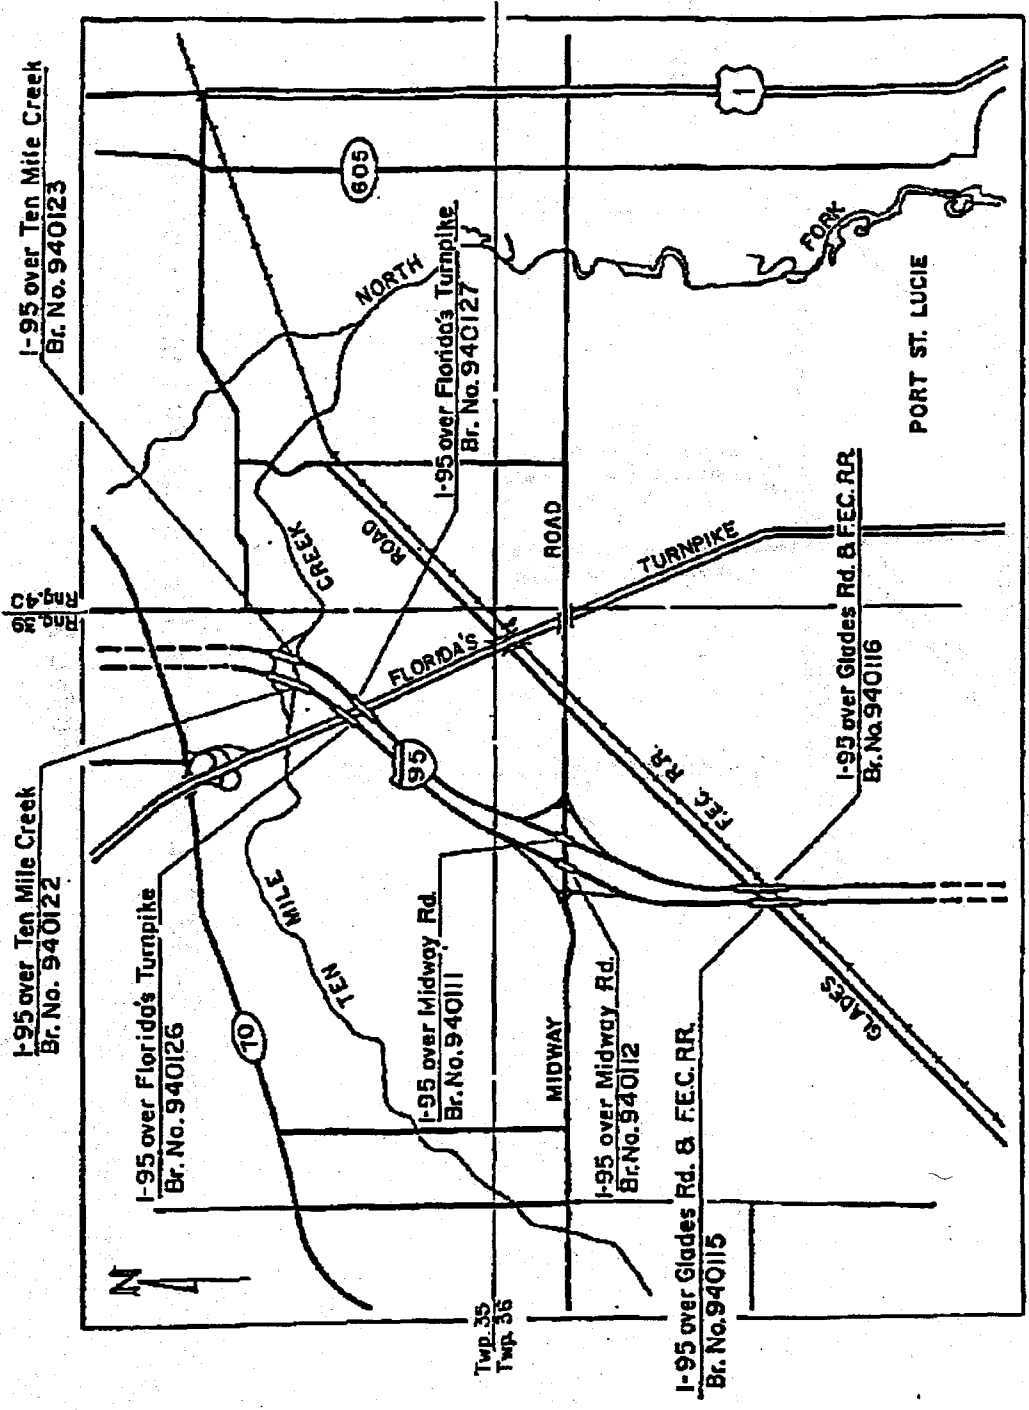 I-95 over Ten Mile Creek
Br. No. 940122
I-95 over Ten Mile Creek
Br. No. 940123
Rng.
Rng.40
N
I-95 over Florida's Turnpike
Br. No. 940126
70
TEN
MILE
CREEK
NORTH
FORK
605
1
I-95 over Florida's Turnpike
Br. No. 940127
ROAD
FLORIDA'S
TURNPIKE
95
I-95 over Midway Rd.
Br. No. 940111
Twp. 35
Twp. 36
MIDWAY
ROAD
I-95 over Midway Rd.
Br. No. 940112
F.E.C. R.R.
I-95 over Glades Rd. & F.E.C. R.R.
Br. No. 940115
GLADES
I-95 over Glades Rd. & F.E.C. R.R.
Br. No. 940116
PORT ST. LUCIE